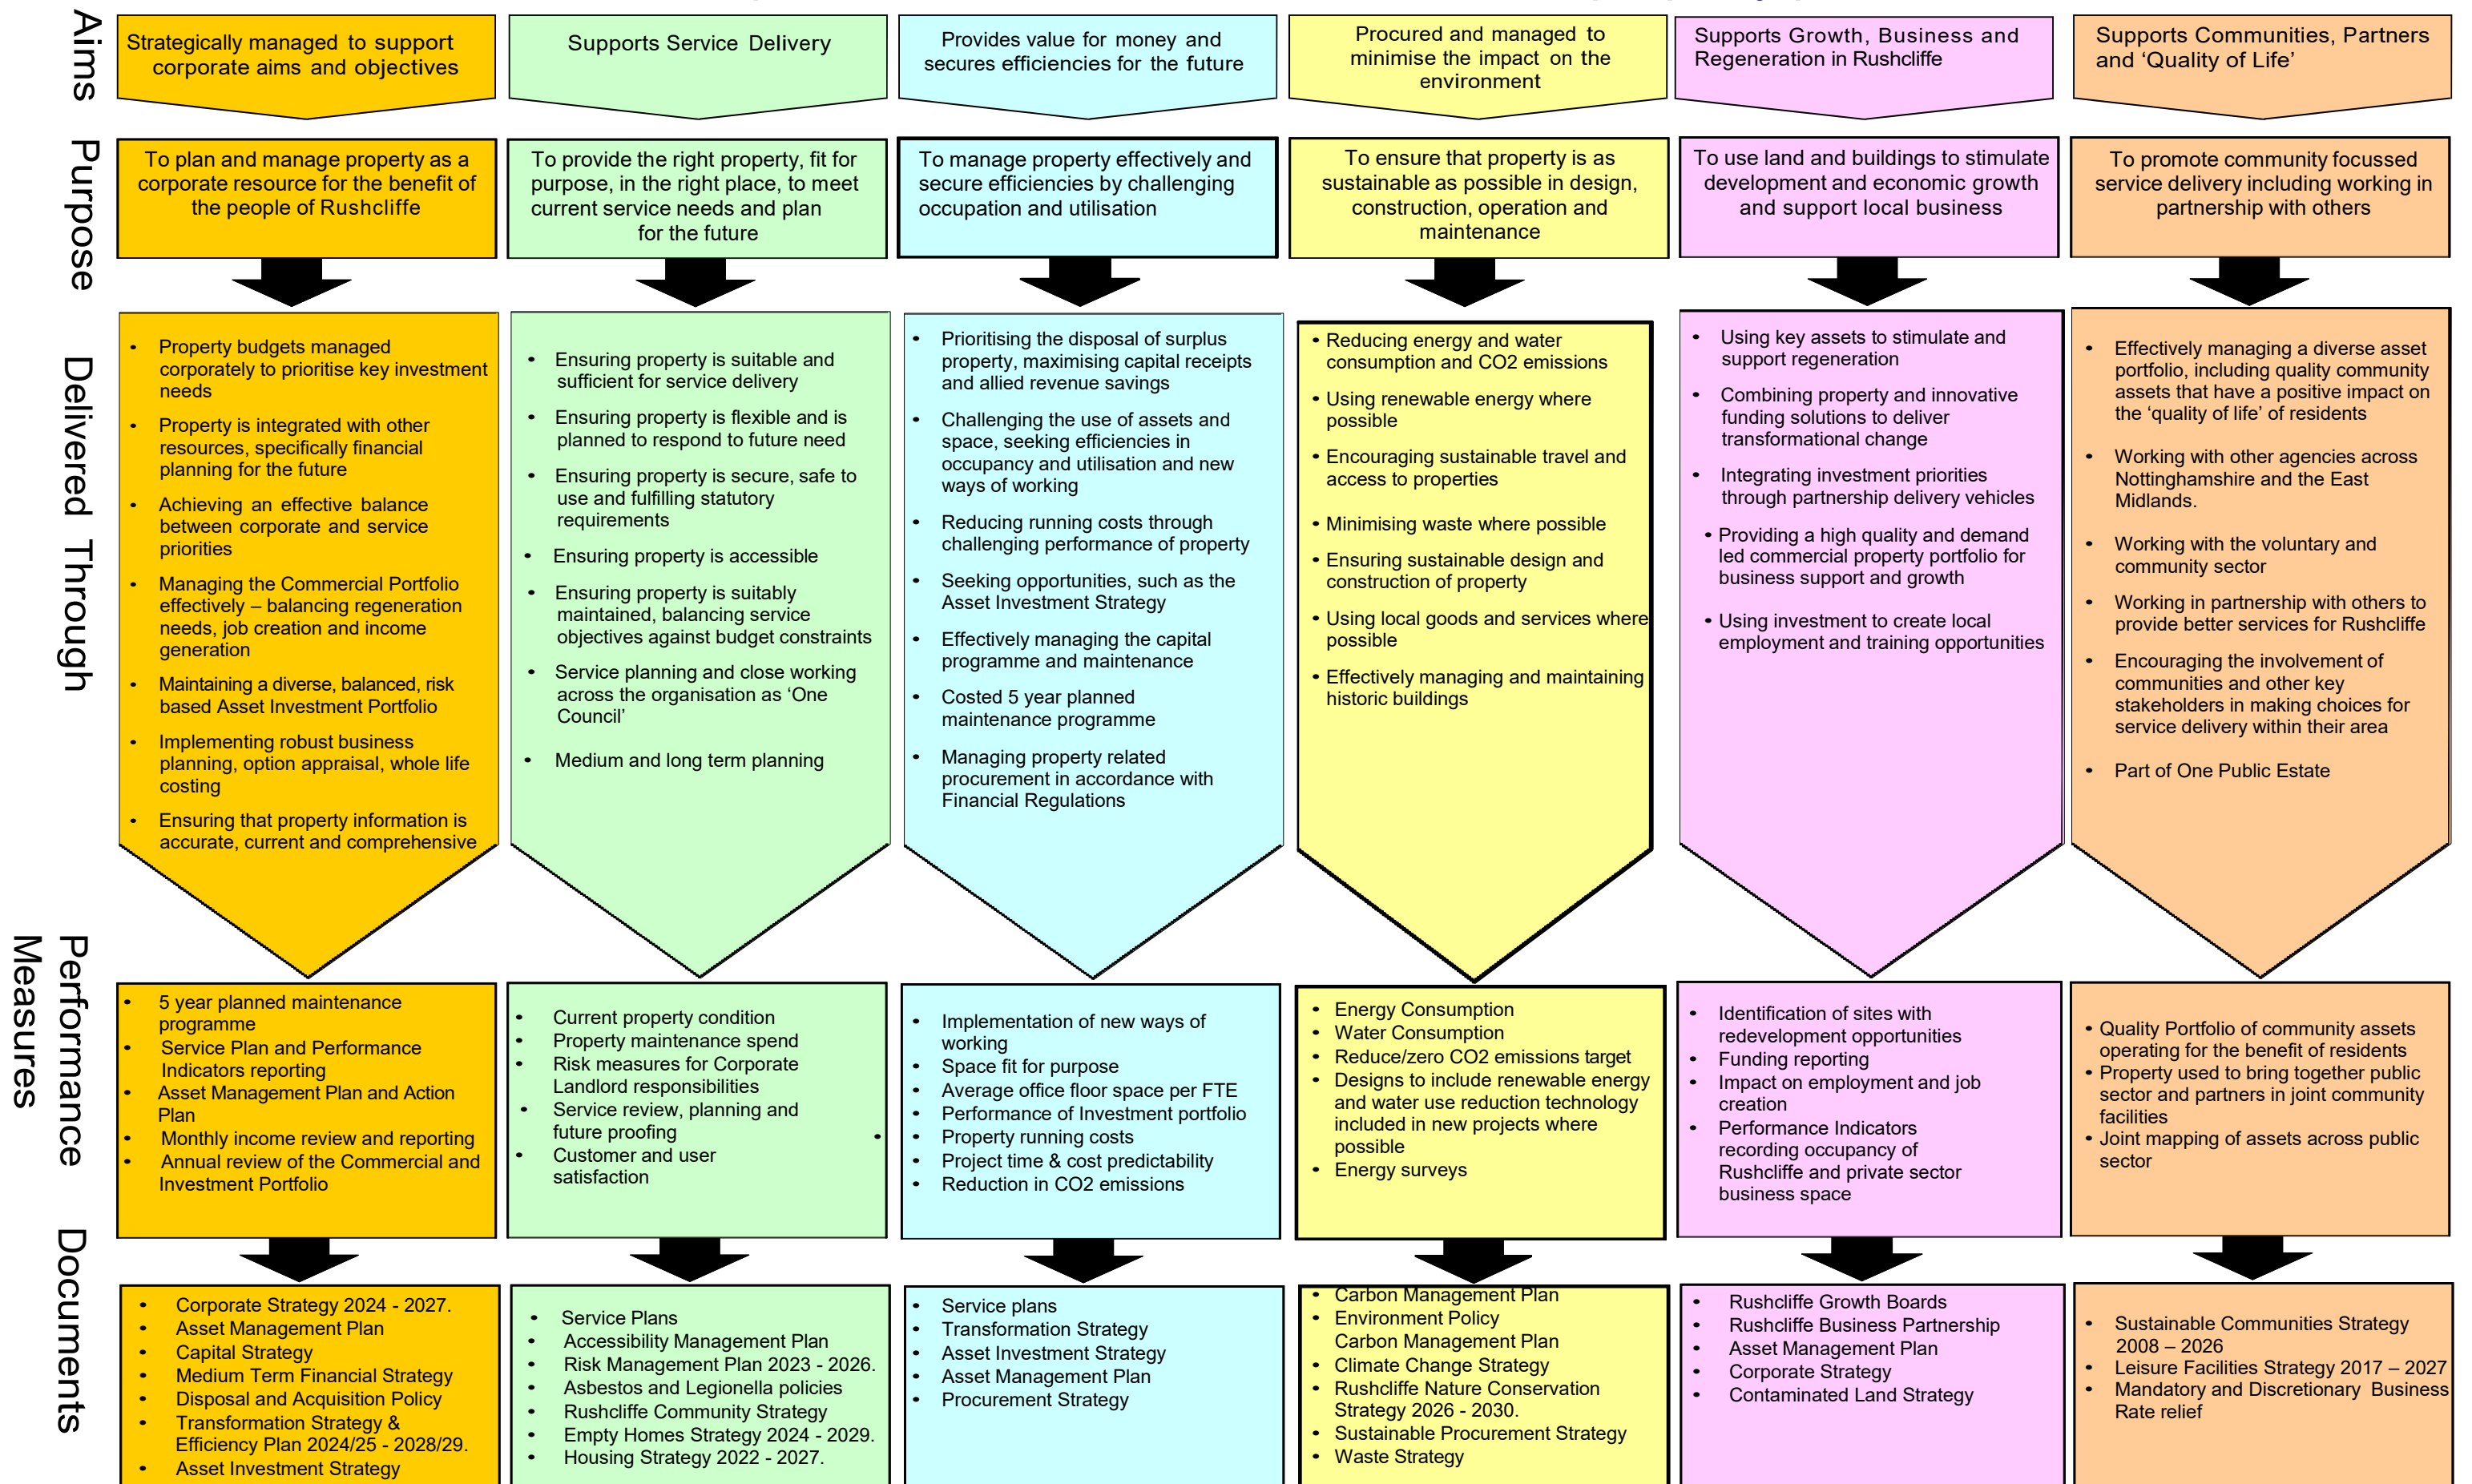 Aims
Strategically managed to support
corporate aims and objectives
Supports Service Delivery
Provides value for money and
secures efficiencies for the future
Procured and managed to
minimise the impact on the
environment
Supports Growth, Business and
Regeneration in Rushcliffe
Supports Communities, Partners
and ‘Quality of Life’
Purpose
To plan and manage property as a
corporate resource for the benefit of
the people of Rushcliffe
To provide the right property, fit for
purpose, in the right place, to meet
current service needs and plan
for the future
To manage property effectively and
secure efficiencies by challenging
occupation and utilisation
To ensure that property is as
sustainable as possible in design,
construction, operation and
maintenance
To use land and buildings to stimulate
development and economic growth
and support local business
To promote community focussed
service delivery including working in
partnership with others
Delivered Through
• Property budgets managed
corporately to prioritise key investment
needs
• Property is integrated with other
resources, specifically financial
planning for the future
• Achieving an effective balance
between corporate and service
priorities
• Managing the Commercial Portfolio
effectively – balancing regeneration
needs, job creation and income
generation
• Maintaining a diverse, balanced, risk
based Asset Investment Portfolio
• Implementing robust business
planning, option appraisal, whole life
costing
• Ensuring that property information is
accurate, current and comprehensive
• Ensuring property is suitable and
sufficient for service delivery
• Ensuring property is flexible and is
planned to respond to future need
• Ensuring property is secure, safe to
use and fulfilling statutory
requirements
• Ensuring property is accessible
• Ensuring property is suitably
maintained, balancing service
objectives against budget constraints
• Service planning and close working
across the organisation as ‘One
Council’
• Medium and long term planning
• Prioritising the disposal of surplus
property, maximising capital receipts
and allied revenue savings
• Challenging the use of assets and
space, seeking efficiencies in
occupancy and utilisation and new
ways of working
• Reducing running costs through
challenging performance of property
• Seeking opportunities, such as the
Asset Investment Strategy
• Effectively managing the capital
programme and maintenance
• Costed 5 year planned
maintenance programme
• Managing property related
procurement in accordance with
Financial Regulations
• Reducing energy and water
consumption and CO2 emissions
• Using renewable energy where
possible
• Encouraging sustainable travel and
access to properties
• Minimising waste where possible
• Ensuring sustainable design and
construction of property
• Using local goods and services where
possible
• Effectively managing and maintaining
historic buildings
• Using key assets to stimulate and
support regeneration
• Combining property and innovative
funding solutions to deliver
transformational change
• Integrating investment priorities
through partnership delivery vehicles
• Providing a high quality and demand
led commercial property portfolio for
business support and growth
• Using investment to create local
employment and training opportunities
• Effectively managing a diverse asset
portfolio, including quality community
assets that have a positive impact on
the ‘quality of life’ of residents
• Working with other agencies across
Nottinghamshire and the East
Midlands.
• Working with the voluntary and
community sector
• Working in partnership with others to
provide better services for Rushcliffe
• Encouraging the involvement of
communities and other key
stakeholders in making choices for
service delivery within their area
• Part of One Public Estate
Performance
Measures
• 5 year planned maintenance
programme
• Service Plan and Performance
Indicators reporting
• Asset Management Plan and Action
Plan
• Monthly income review and reporting
• Annual review of the Commercial and
Investment Portfolio
• Current property condition
• Property maintenance spend
• Risk measures for Corporate
Landlord responsibilities
• Service review, planning and
future proofing
• Customer and user
satisfaction
•
• Implementation of new ways of
working
• Space fit for purpose
• Average office floor space per FTE
• Performance of Investment portfolio
• Property running costs
• Project time & cost predictability
• Reduction in CO2 emissions
• Energy Consumption
• Water Consumption
• Reduce/zero CO2 emissions target
• Designs to include renewable energy
and water use reduction technology
included in new projects where
possible
• Energy surveys
• Identification of sites with
redevelopment opportunities
• Funding reporting
• Impact on employment and job
creation
• Performance Indicators
recording occupancy of
Rushcliffe and private sector
business space
• Quality Portfolio of community assets
operating for the benefit of residents
• Property used to bring together public
sector and partners in joint community
facilities
• Joint mapping of assets across public
sector
Documents
• Corporate Strategy 2024 - 2027.
• Asset Management Plan
• Capital Strategy
• Medium Term Financial Strategy
• Disposal and Acquisition Policy
• Transformation Strategy &
Efficiency Plan 2024/25 - 2028/29.
• Asset Investment Strategy
• Service Plans
• Accessibility Management Plan
• Risk Management Plan 2023 - 2026.
• Asbestos and Legionella policies
• Rushcliffe Community Strategy
• Empty Homes Strategy 2024 - 2029.
• Housing Strategy 2022 - 2027.
• Service plans
• Transformation Strategy
• Asset Investment Strategy
• Asset Management Plan
• Procurement Strategy
• Carbon Management Plan
• Environment Policy
Carbon Management Plan
• Climate Change Strategy
• Rushcliffe Nature Conservation
Strategy 2026 - 2030.
• Sustainable Procurement Strategy
• Waste Strategy
• Rushcliffe Growth Boards
• Rushcliffe Business Partnership
• Asset Management Plan
• Corporate Strategy
• Contaminated Land Strategy
• Sustainable Communities Strategy
2008 – 2026
• Leisure Facilities Strategy 2017 – 2027
• Mandatory and Discretionary Business
Rate relief